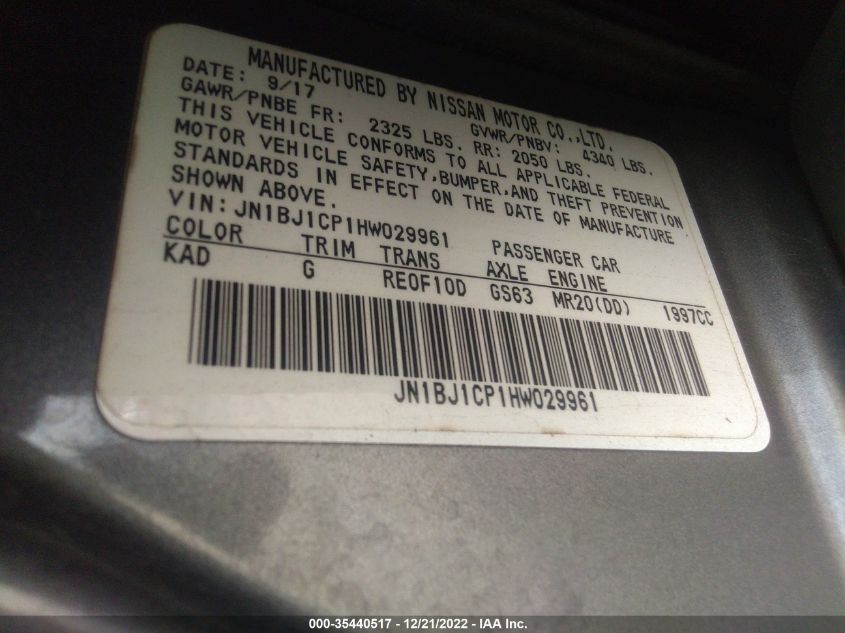 MANUFACTURED BY NISSAN MOTOR CO.,LTD.
DATE: 9/17 GVWR/PNBV: 4340 LBS.
GAWR/PNBE FR: 2325 LBS. RR: 2050 LBS.
THIS VEHICLE CONFORMS TO ALL APPLICABLE FEDERAL
MOTOR VEHICLE SAFETY,BUMPER,AND THEFT PREVENTION
STANDARDS IN EFFECT ON THE DATE OF MANUFACTURE
SHOWN ABOVE.
VIN:JN1BJ1CP1HW029961 PASSENGER CAR
COLOR TRIM TRANS AXLE ENGINE
KAD G RE0F10D GS63 MR20(DD) 1997CC
JN1BJ1CP1HW029961
000-35440517 - 12/21/2022 - IAA Inc.